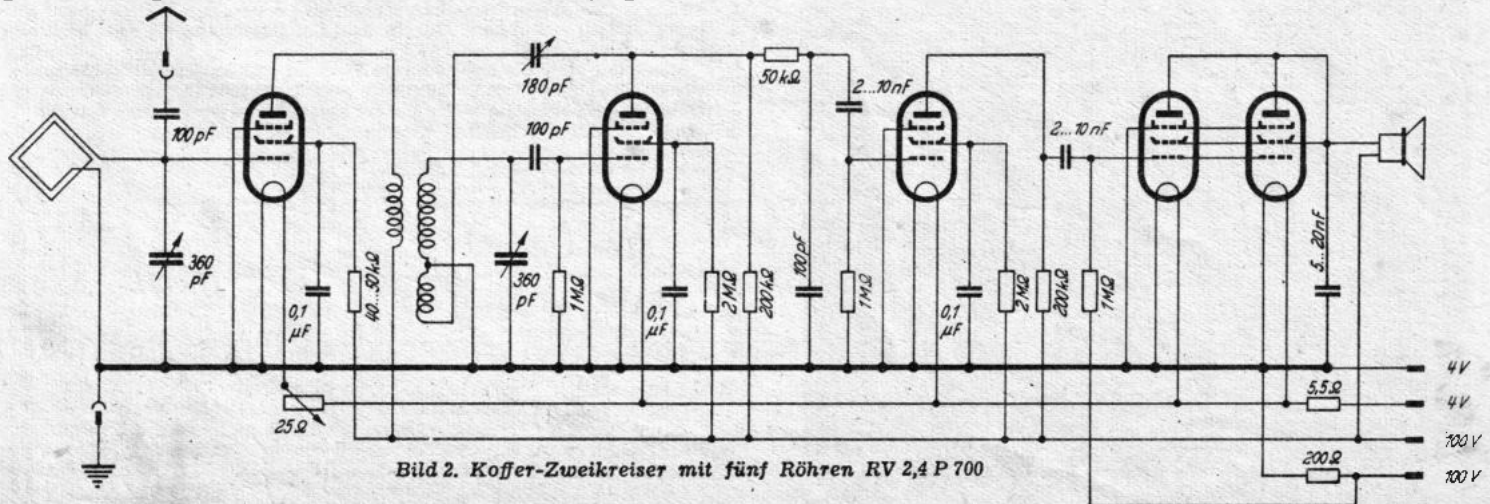 180 pF
50 kΩ
2...10 nF
100 pF
100 pF
2...10 nF
360 pF
0,1 µF
40...50 kΩ
360 pF
1 MΩ
0,1 µF
2 MΩ
200 kΩ
100 pF
1 MΩ
0,1 µF
2 MΩ
200 kΩ
1 MΩ
5...20 nF
4 V
5,5 Ω
4 V
25 Ω
100 V
200 Ω
100 V
Bild 2. Koffer-Zweikreiser mit fünf Röhren RV 2,4 P 700